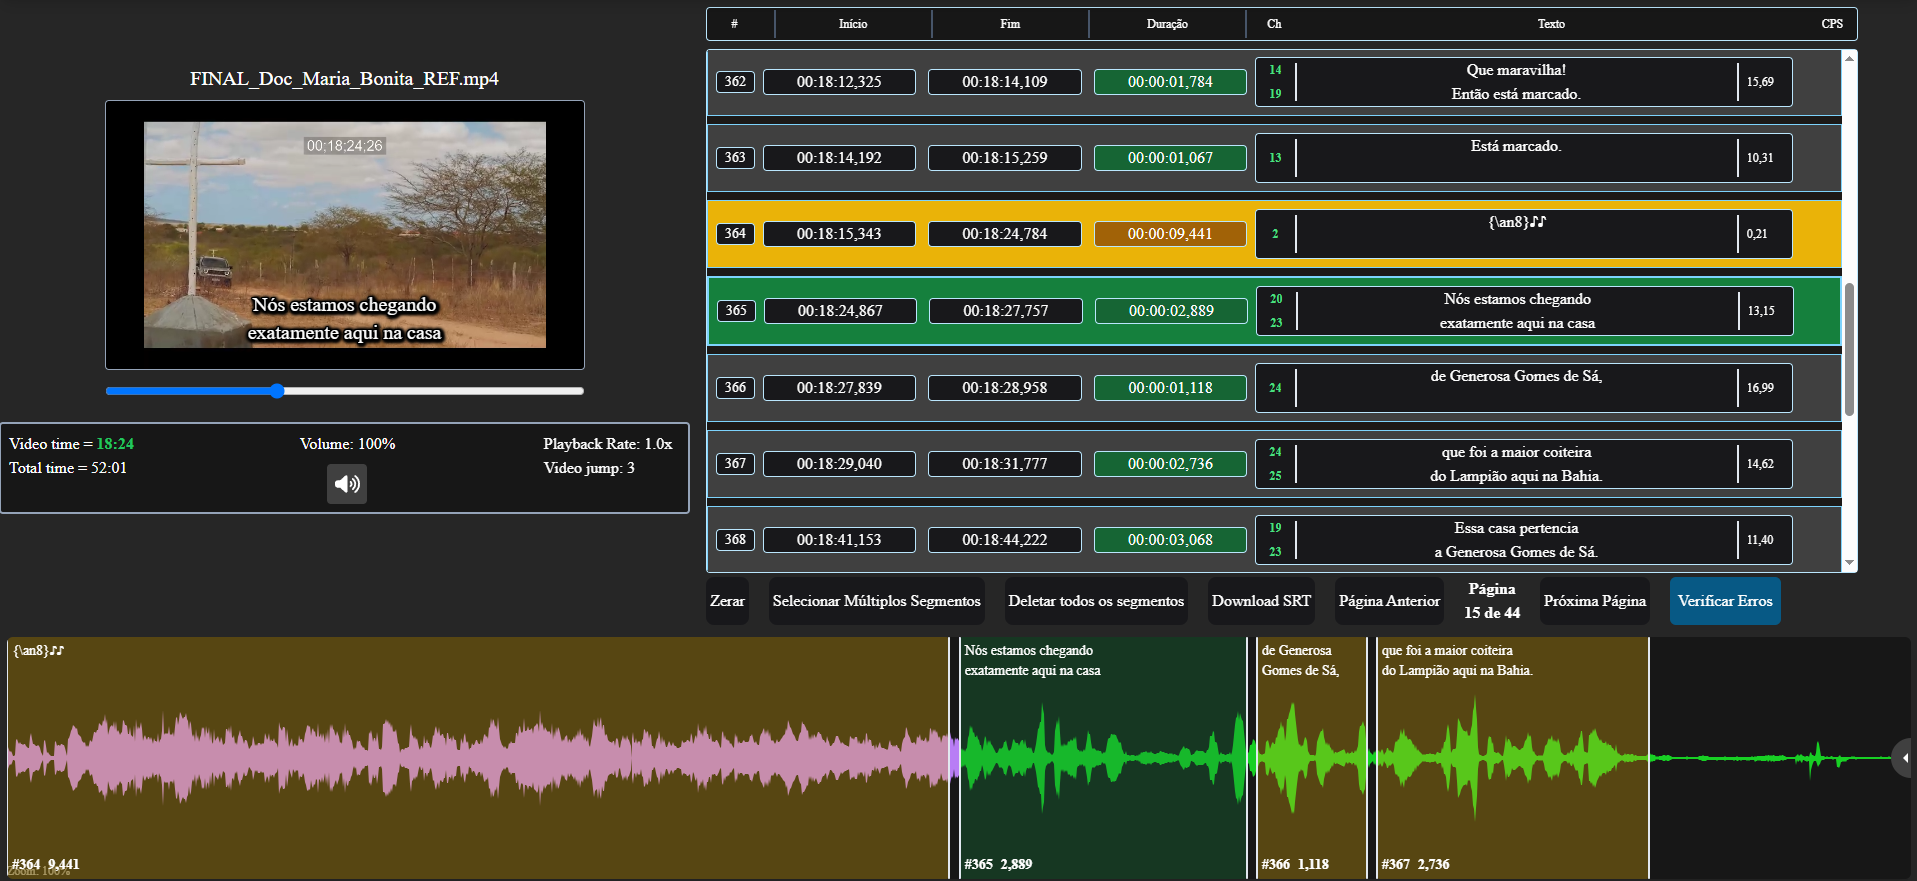 FINAL_Doc_Maria_Bonita_REF.mp4
00;18;24;26
Nós estamos chegando
exatamente aqui na casa
Video time = 18:24
Total time = 52:01
Volume: 100%
Playback Rate: 1.0x
Video jump: 3
# Início Fim Duração Ch Texto CPS
362 00:18:12,325 00:18:14,109 00:00:01,784 14 Que maravilha! 15,69
19 Então está marcado.
363 00:18:14,192 00:18:15,259 00:00:01,067 13 Está marcado. 10,31
364 00:18:15,343 00:18:24,784 00:00:09,441 2 {\an8}♪♪ 0,21
365 00:18:24,867 00:18:27,757 00:00:02,889 20 Nós estamos chegando 13,15
23 exatamente aqui na casa
366 00:18:27,839 00:18:28,958 00:00:01,118 24 de Generosa Gomes de Sá, 16,99
367 00:18:29,040 00:18:31,777 00:00:02,736 24 que foi a maior coiteira 14,62
25 do Lampião aqui na Bahia.
368 00:18:41,153 00:18:44,222 00:00:03,068 19 Essa casa pertencia 11,40
23 a Generosa Gomes de Sá.
Zerar
Selecionar Múltiplos Segmentos
Deletar todos os segmentos
Download SRT
Página Anterior
Página
15 de 44
Próxima Página
Verificar Erros
{\an8}♪♪
#364 9,441
Zoom: 100%
Nós estamos chegando
exatamente aqui na casa
#365 2,889
de Generosa
Gomes de Sá,
#366 1,118
que foi a maior coiteira
do Lampião aqui na Bahia.
#367 2,736